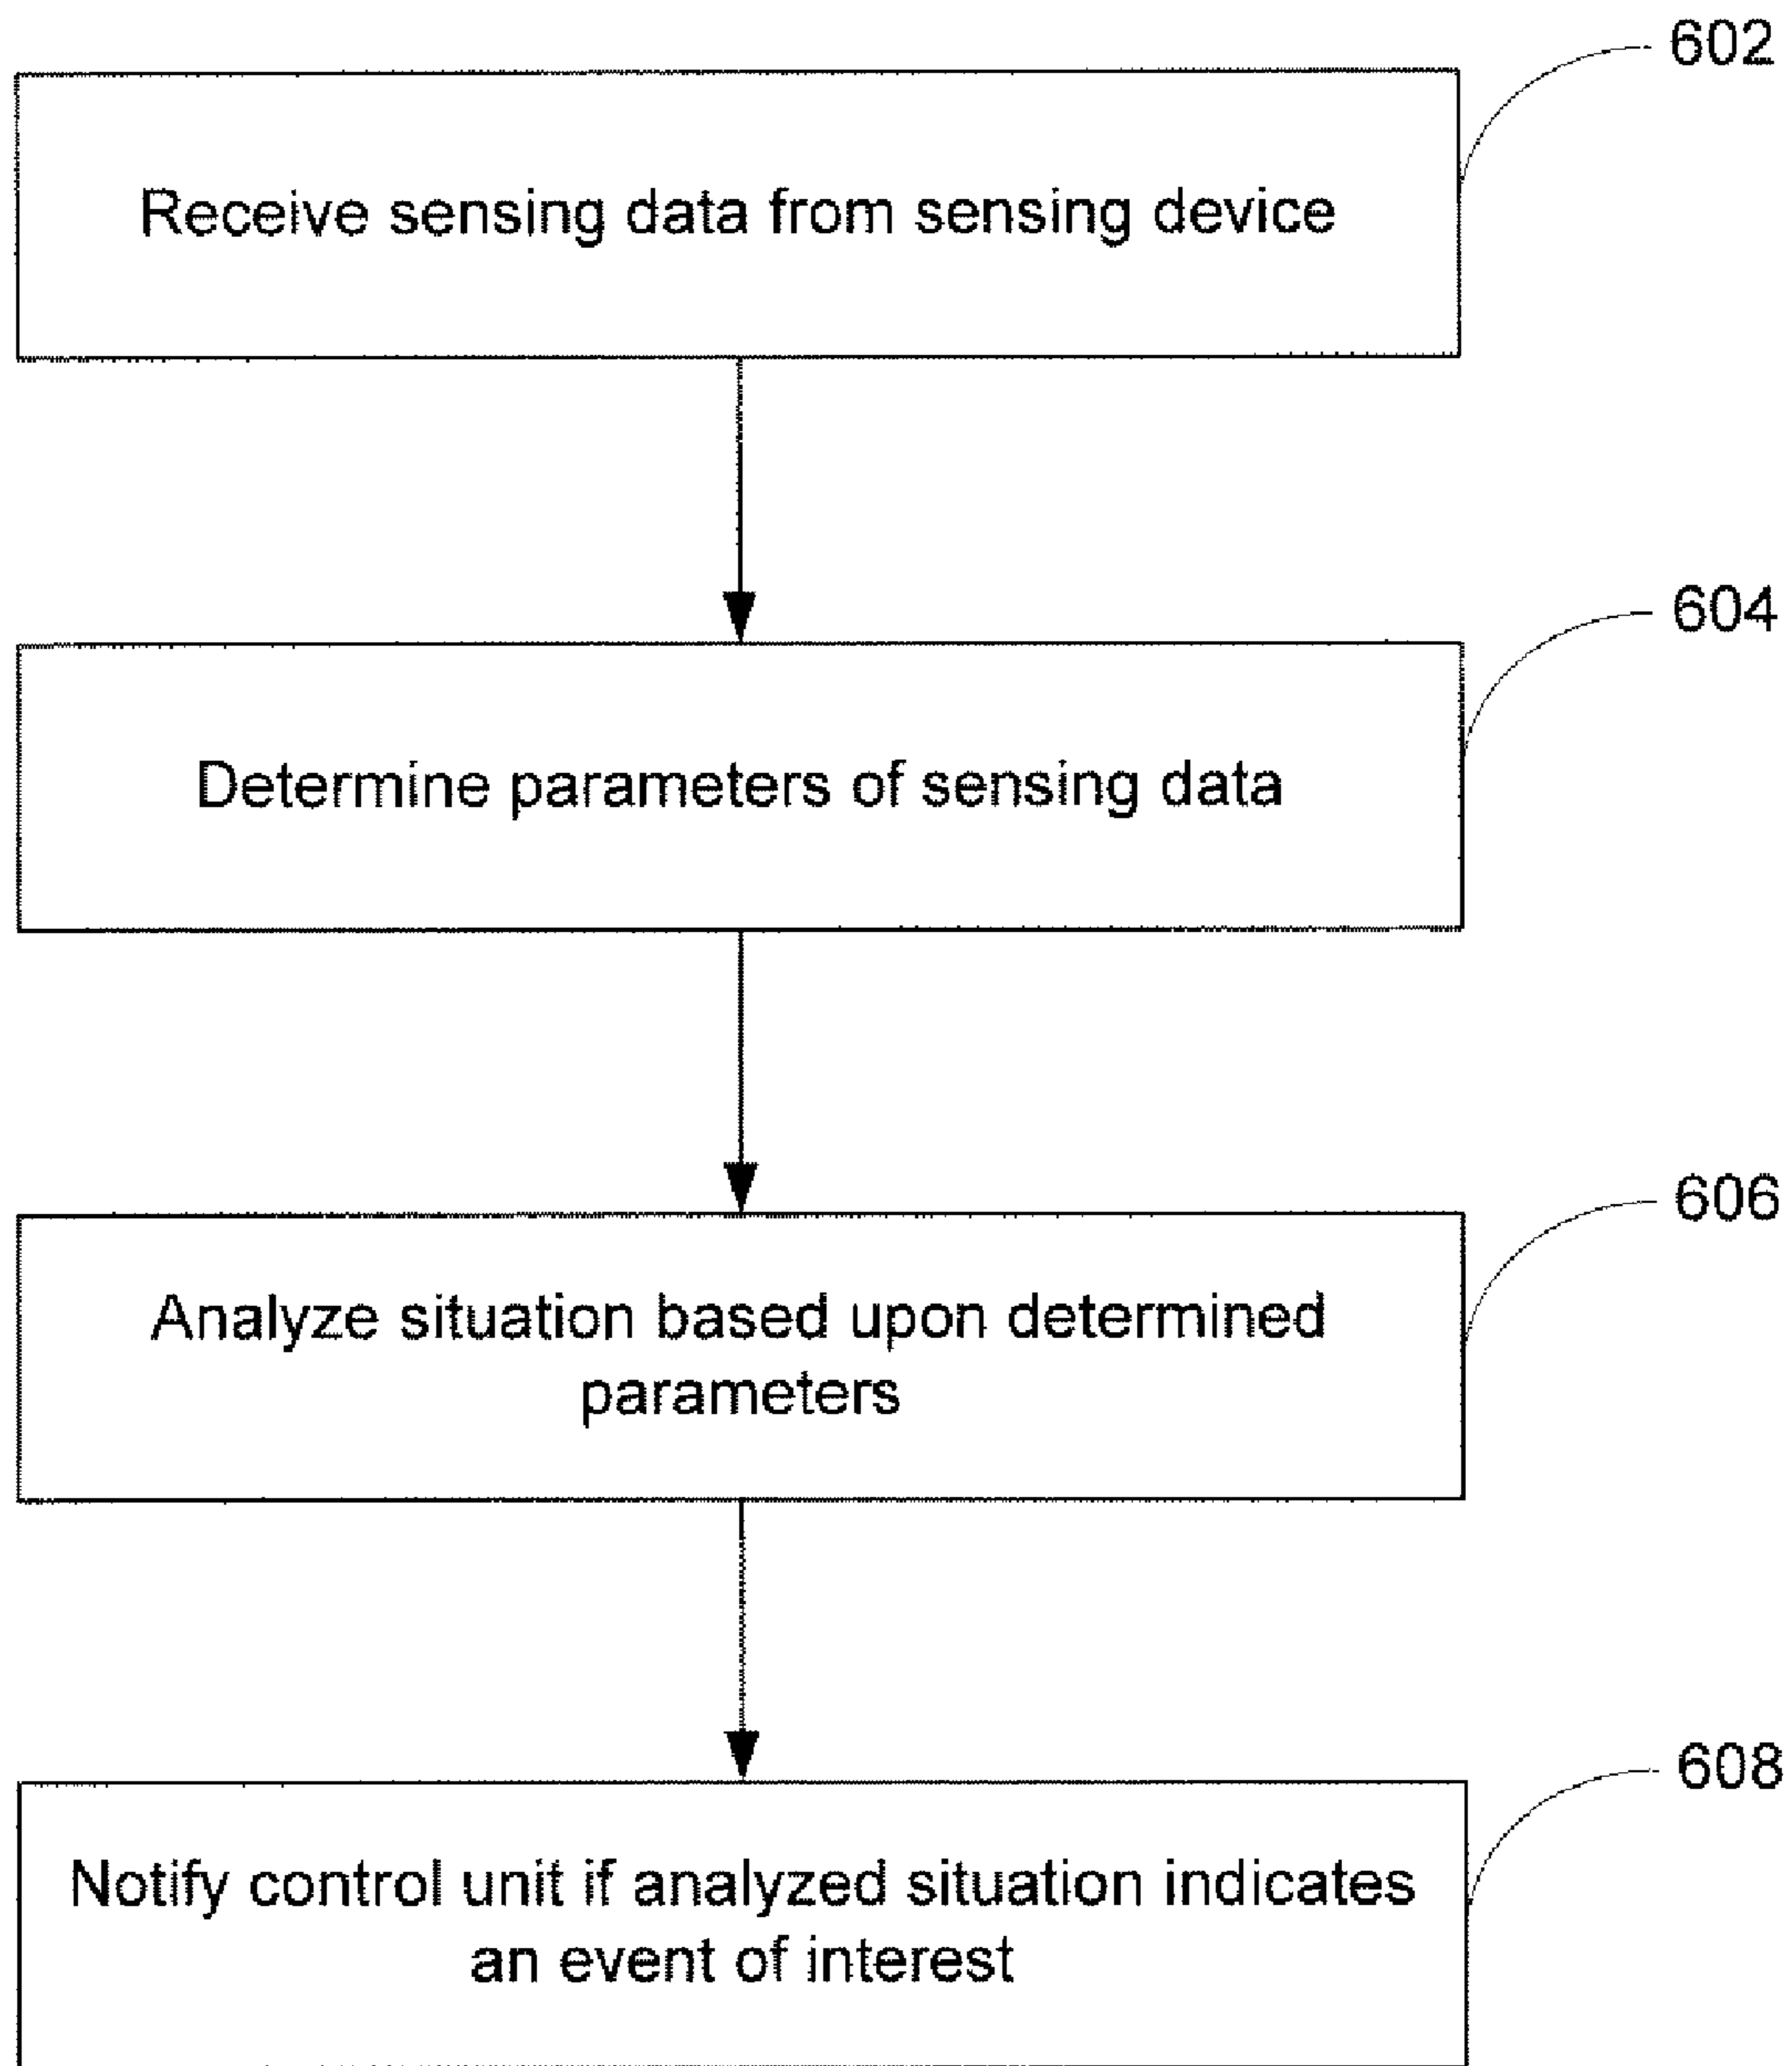 602
Receive sensing data from sensing device
604
Determine parameters of sensing data
606
Analyze situation based upon determined
parameters
608
Notify control unit if analyzed situation indicates
an event of interest